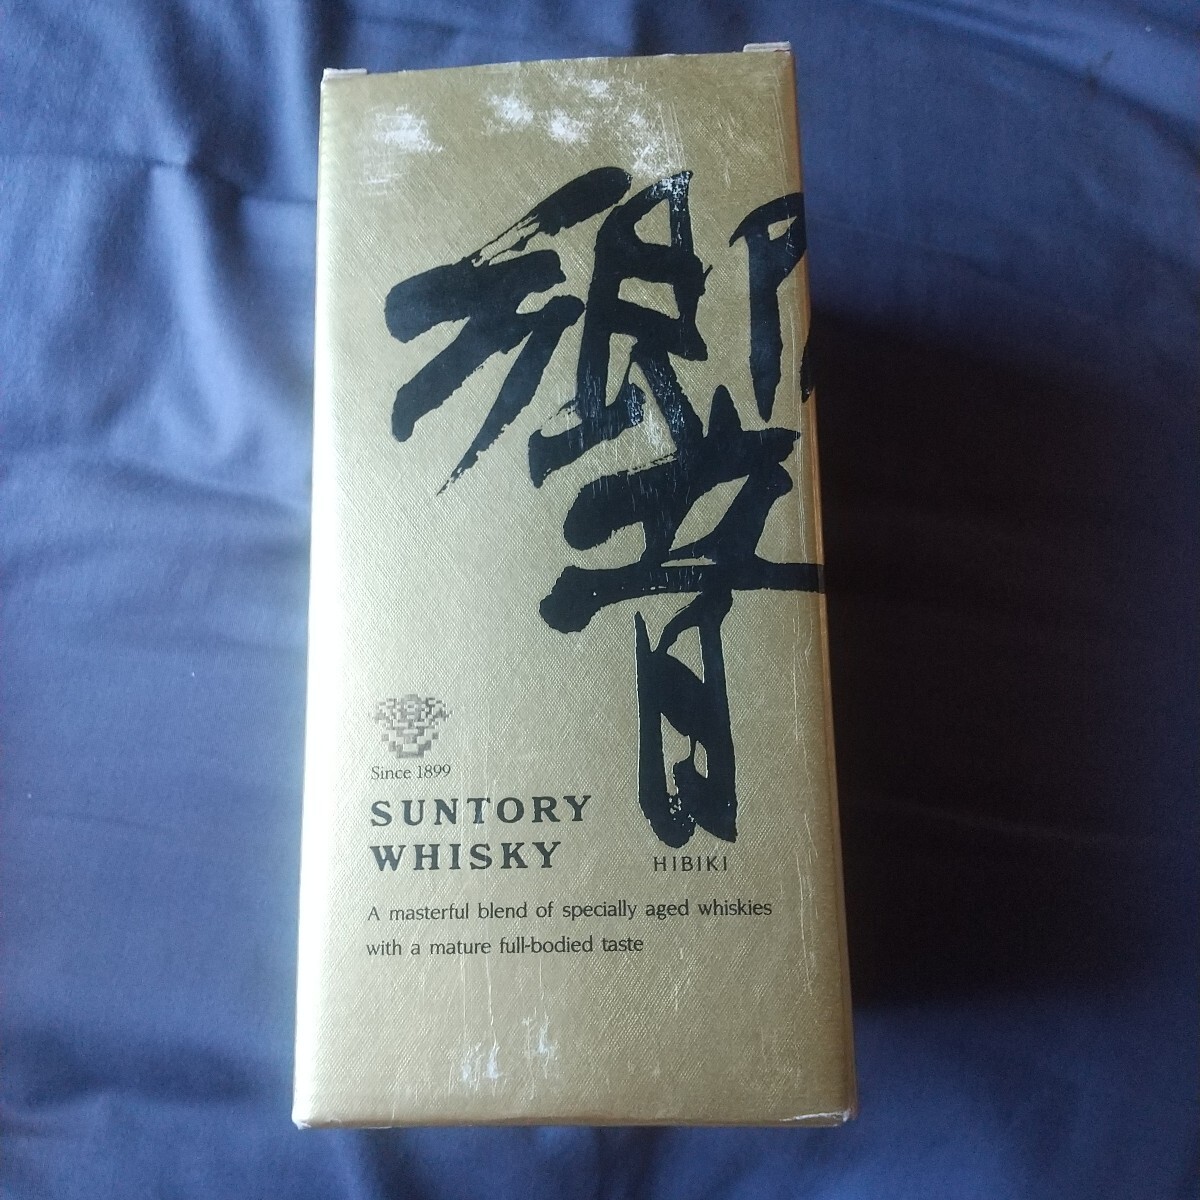 響
Since 1899
SUNTORY
WHISKY
HIBIKI
A masterful blend of specially aged whiskies
with a mature full-bodied taste